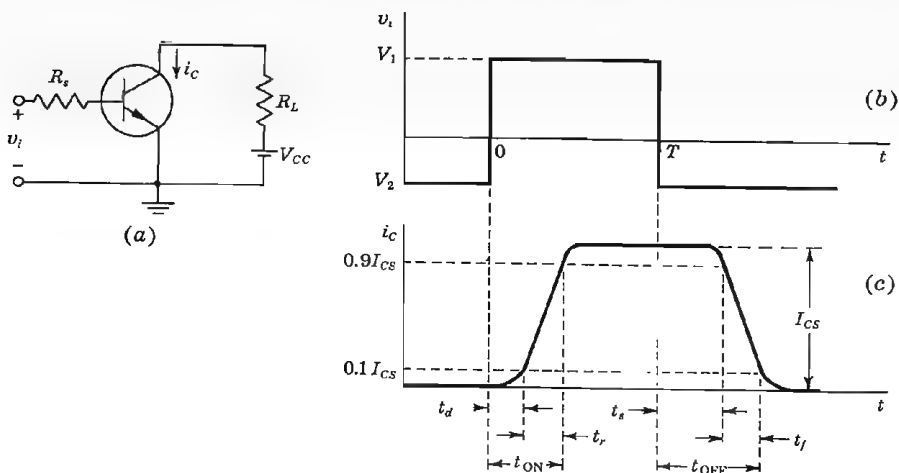 R_s
i_C
+
v_i
−
R_L
V_CC
(a)
v_i
V_1
V_2
0
T
t
(b)
i_C
0.9I_CS
0.1I_CS
I_CS
(c)
t
t_d
t_r
t_s
t_f
t_ON
t_OFF